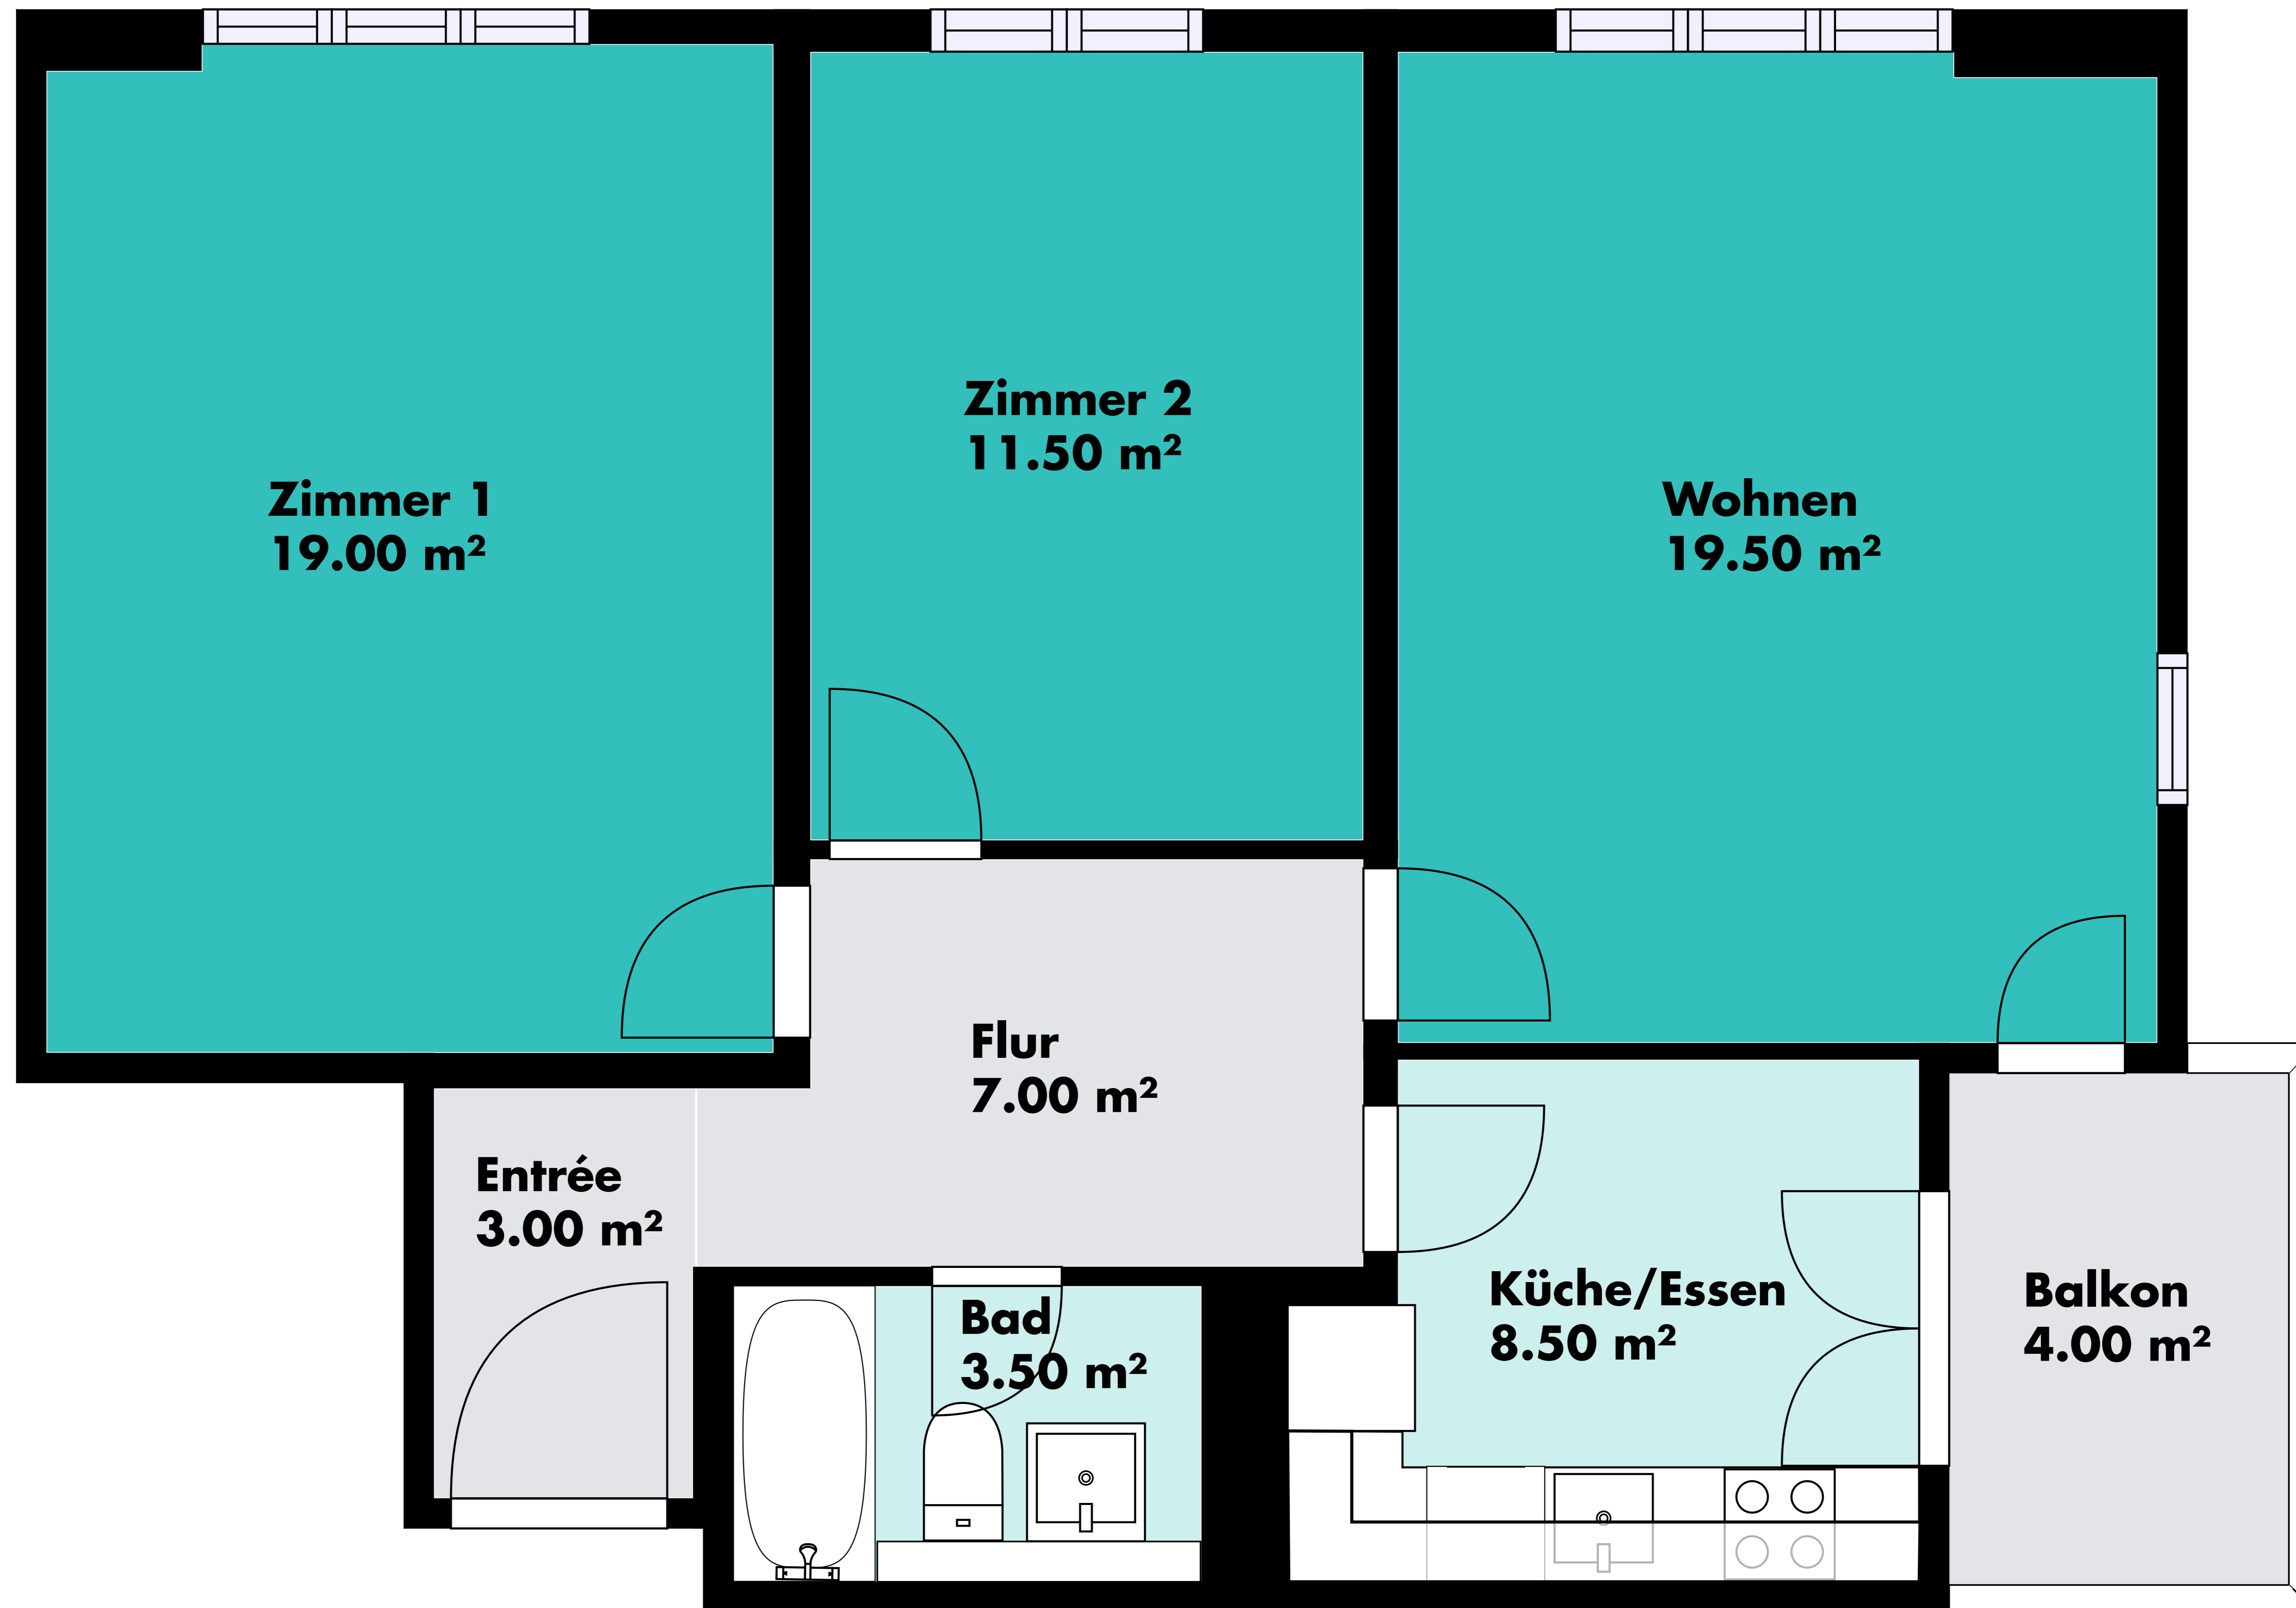 Zimmer 1
19.00 m²
Zimmer 2
11.50 m²
Wohnen
19.50 m²
Flur
7.00 m²
Entrée
3.00 m²
Bad
3.50 m²
Küche/Essen
8.50 m²
Balkon
4.00 m²